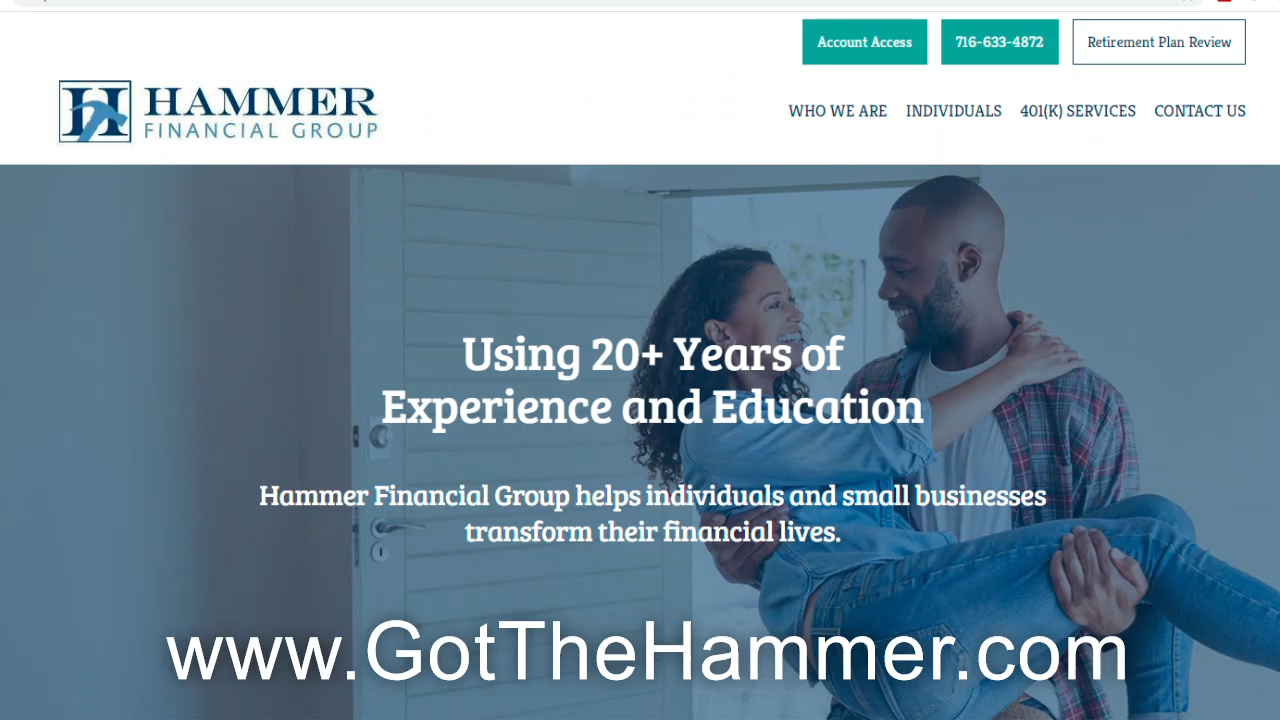 Account Access
716-633-4872
Retirement Plan Review
H HAMMER
FINANCIAL GROUP
WHO WE ARE
INDIVIDUALS
401(K) SERVICES
CONTACT US
Using 20+ Years of
Experience and Education
Hammer Financial Group helps individuals and small businesses
transform their financial lives.
www.GotTheHammer.com